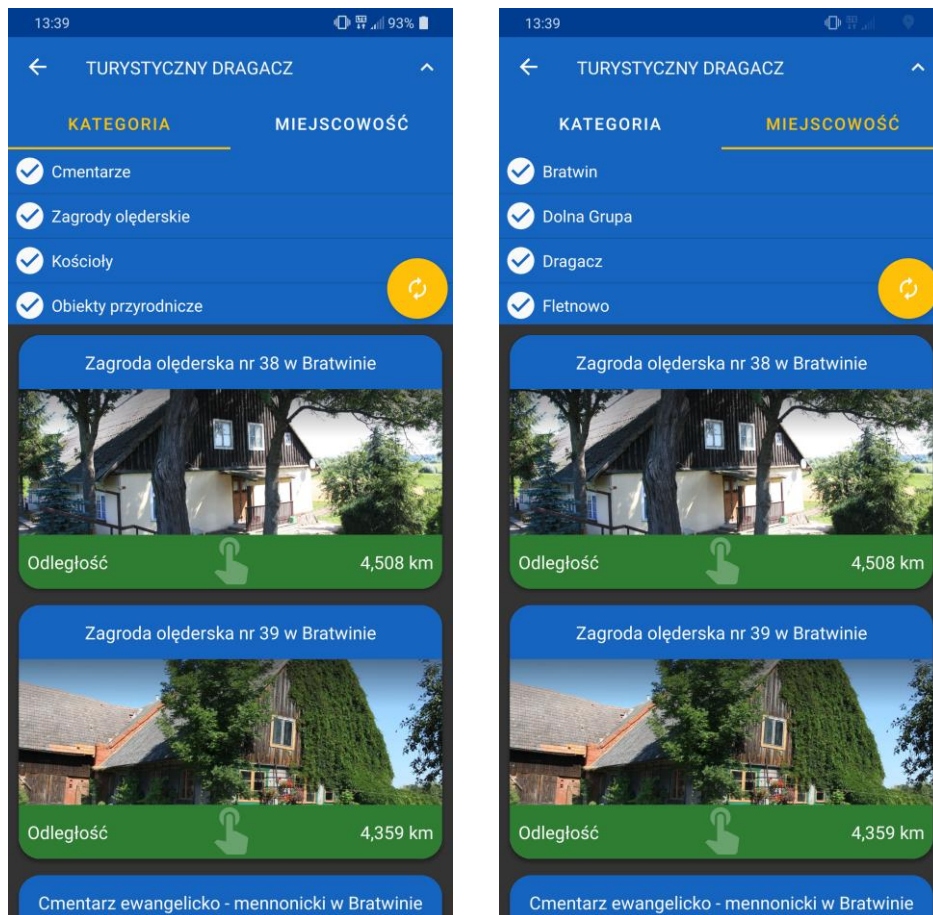 13:39 93%
TURYSTYCZNY DRAGACZ
KATEGORIA MIEJSCOWOŚĆ
Cmentarze
Zagrody olęderskie
Kościoły
Obiekty przyrodnicze
Zagroda olęderska nr 38 w Bratwinie
Odległość 4,508 km
Zagroda olęderska nr 39 w Bratwinie
Odległość 4,359 km
Cmentarz ewangelicko - mennonicki w Bratwinie
13:39
TURYSTYCZNY DRAGACZ
KATEGORIA MIEJSCOWOŚĆ
Bratwin
Dolna Grupa
Dragacz
Fletnowo
Zagroda olęderska nr 38 w Bratwinie
Odległość 4,508 km
Zagroda olęderska nr 39 w Bratwinie
Odległość 4,359 km
Cmentarz ewangelicko - mennonicki w Bratwinie